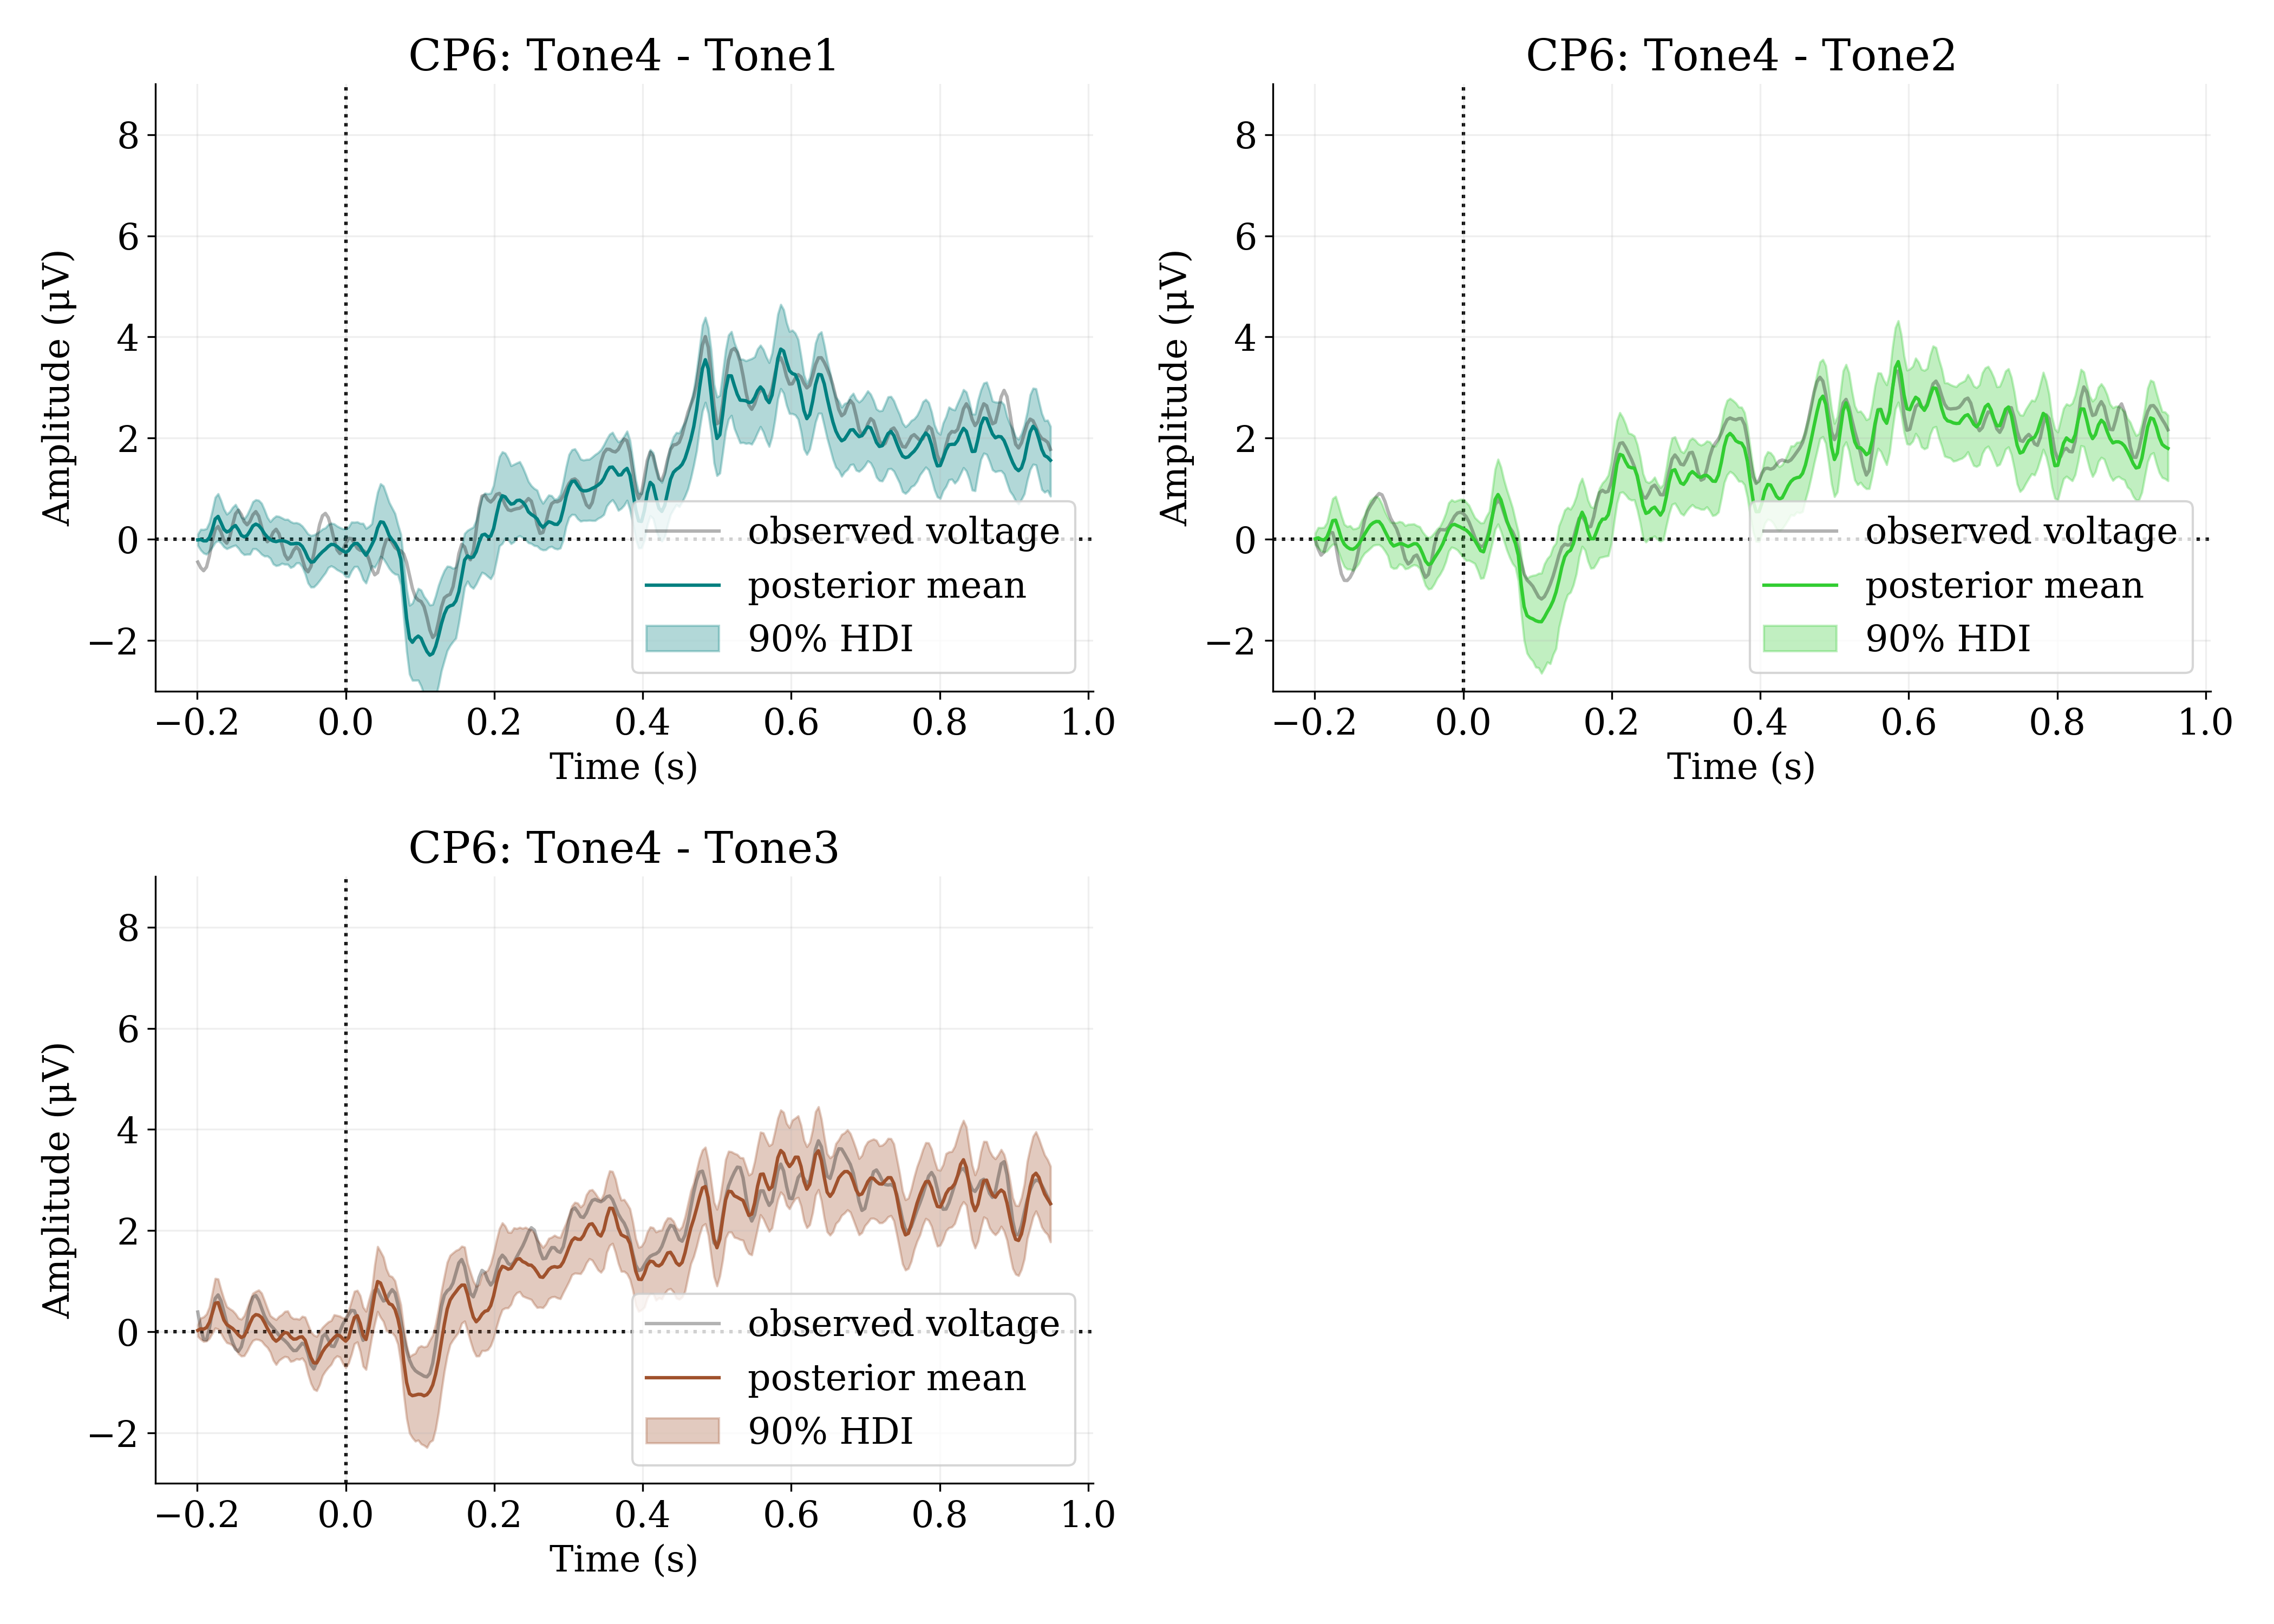 CP6: Tone4 - Tone1
Amplitude (μV)
8
6
4
2
0
−2
observed voltage
posterior mean
90% HDI
−0.2 0.0 0.2 0.4 0.6 0.8 1.0
Time (s)
CP6: Tone4 - Tone2
Amplitude (μV)
8
6
4
2
0
−2
observed voltage
posterior mean
90% HDI
−0.2 0.0 0.2 0.4 0.6 0.8 1.0
Time (s)
CP6: Tone4 - Tone3
Amplitude (μV)
8
6
4
2
0
−2
observed voltage
posterior mean
90% HDI
−0.2 0.0 0.2 0.4 0.6 0.8 1.0
Time (s)